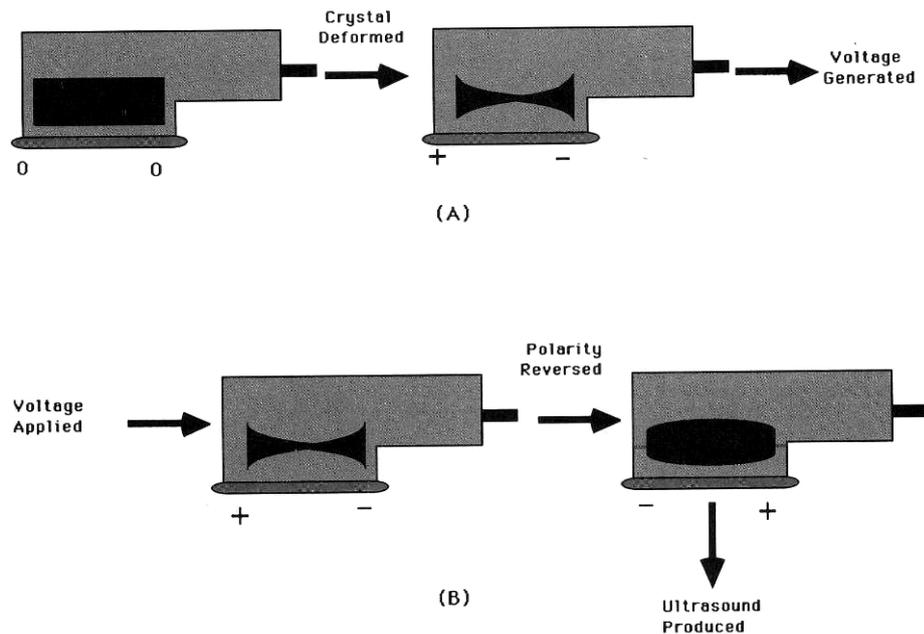 Crystal
Deformed
Voltage
Generated
0 0
+ −
(A)
Voltage
Applied
Polarity
Reversed
+ −
− +
Ultrasound
Produced
(B)